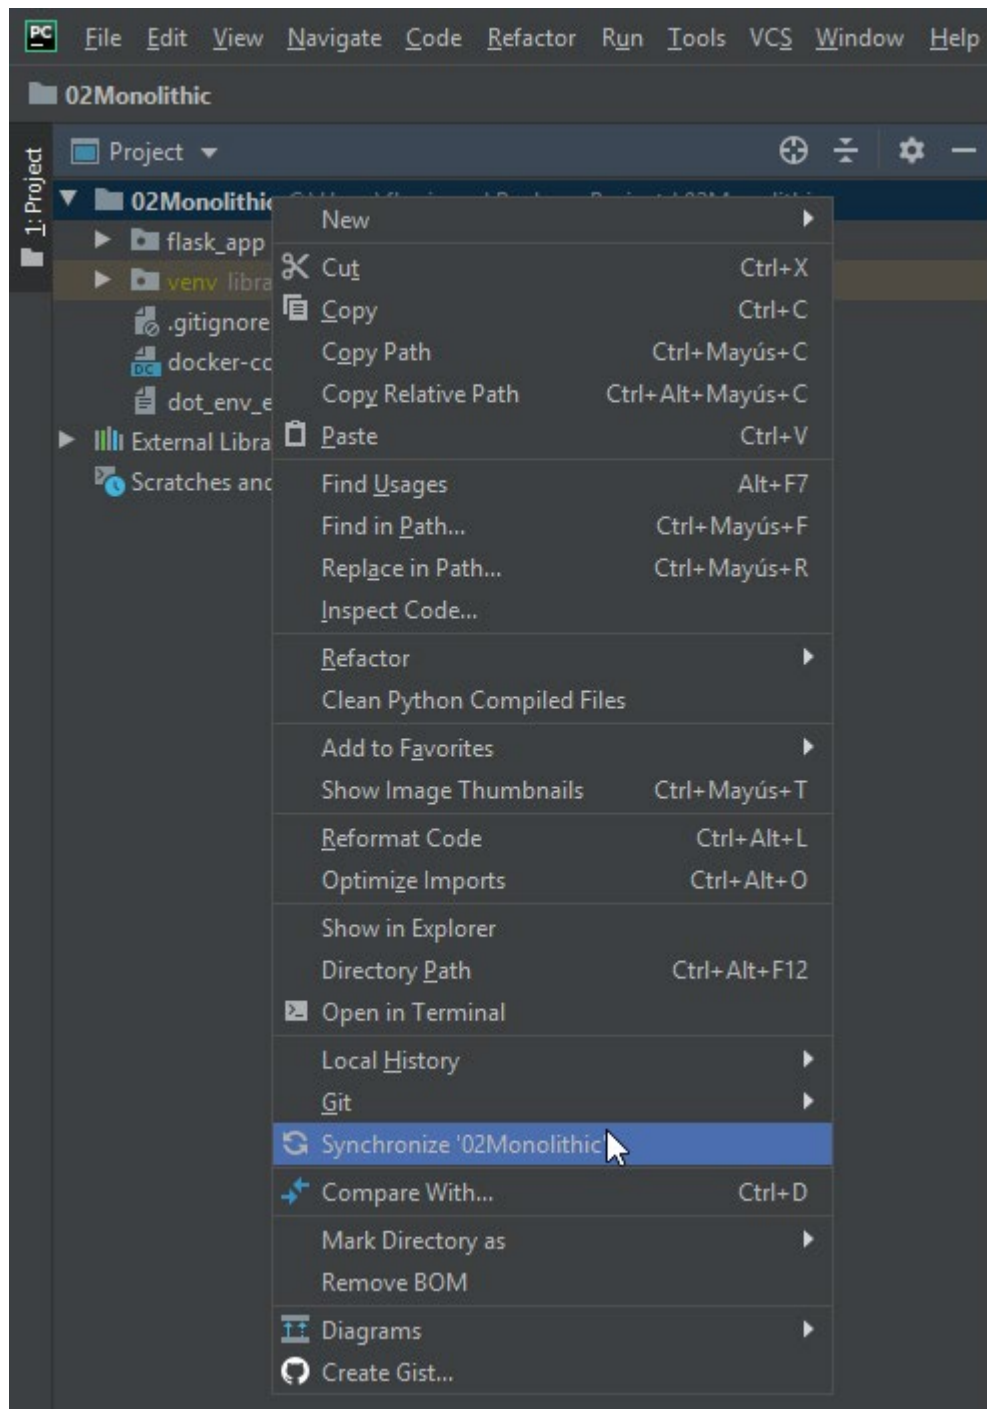 PC File Edit View Navigate Code Refactor Run Tools VCS Window Help
02Monolithic
1: Project
Project
02Monolithic
flask_app
venv
.gitignore
External
Scratches
New
Cut Ctrl+X
Copy Ctrl+C
Copy Path Ctrl+Mayús+C
Copy Relative Path Ctrl+Alt+Mayús+C
Paste Ctrl+V
Find Usages Alt+F7
Find in Path... Ctrl+Mayús+F
Replace in Path... Ctrl+Mayús+R
Inspect Code...
Refactor
Clean Python Compiled Files
Add to Favorites
Show Image Thumbnails Ctrl+Mayús+T
Reformat Code Ctrl+Alt+L
Optimize Imports Ctrl+Alt+O
Show in Explorer
Directory Path Ctrl+Alt+F12
Open in Terminal
Local History
Git
Synchronize '02Monolithic'
Compare With... Ctrl+D
Mark Directory as
Remove BOM
Diagrams
Create Gist...